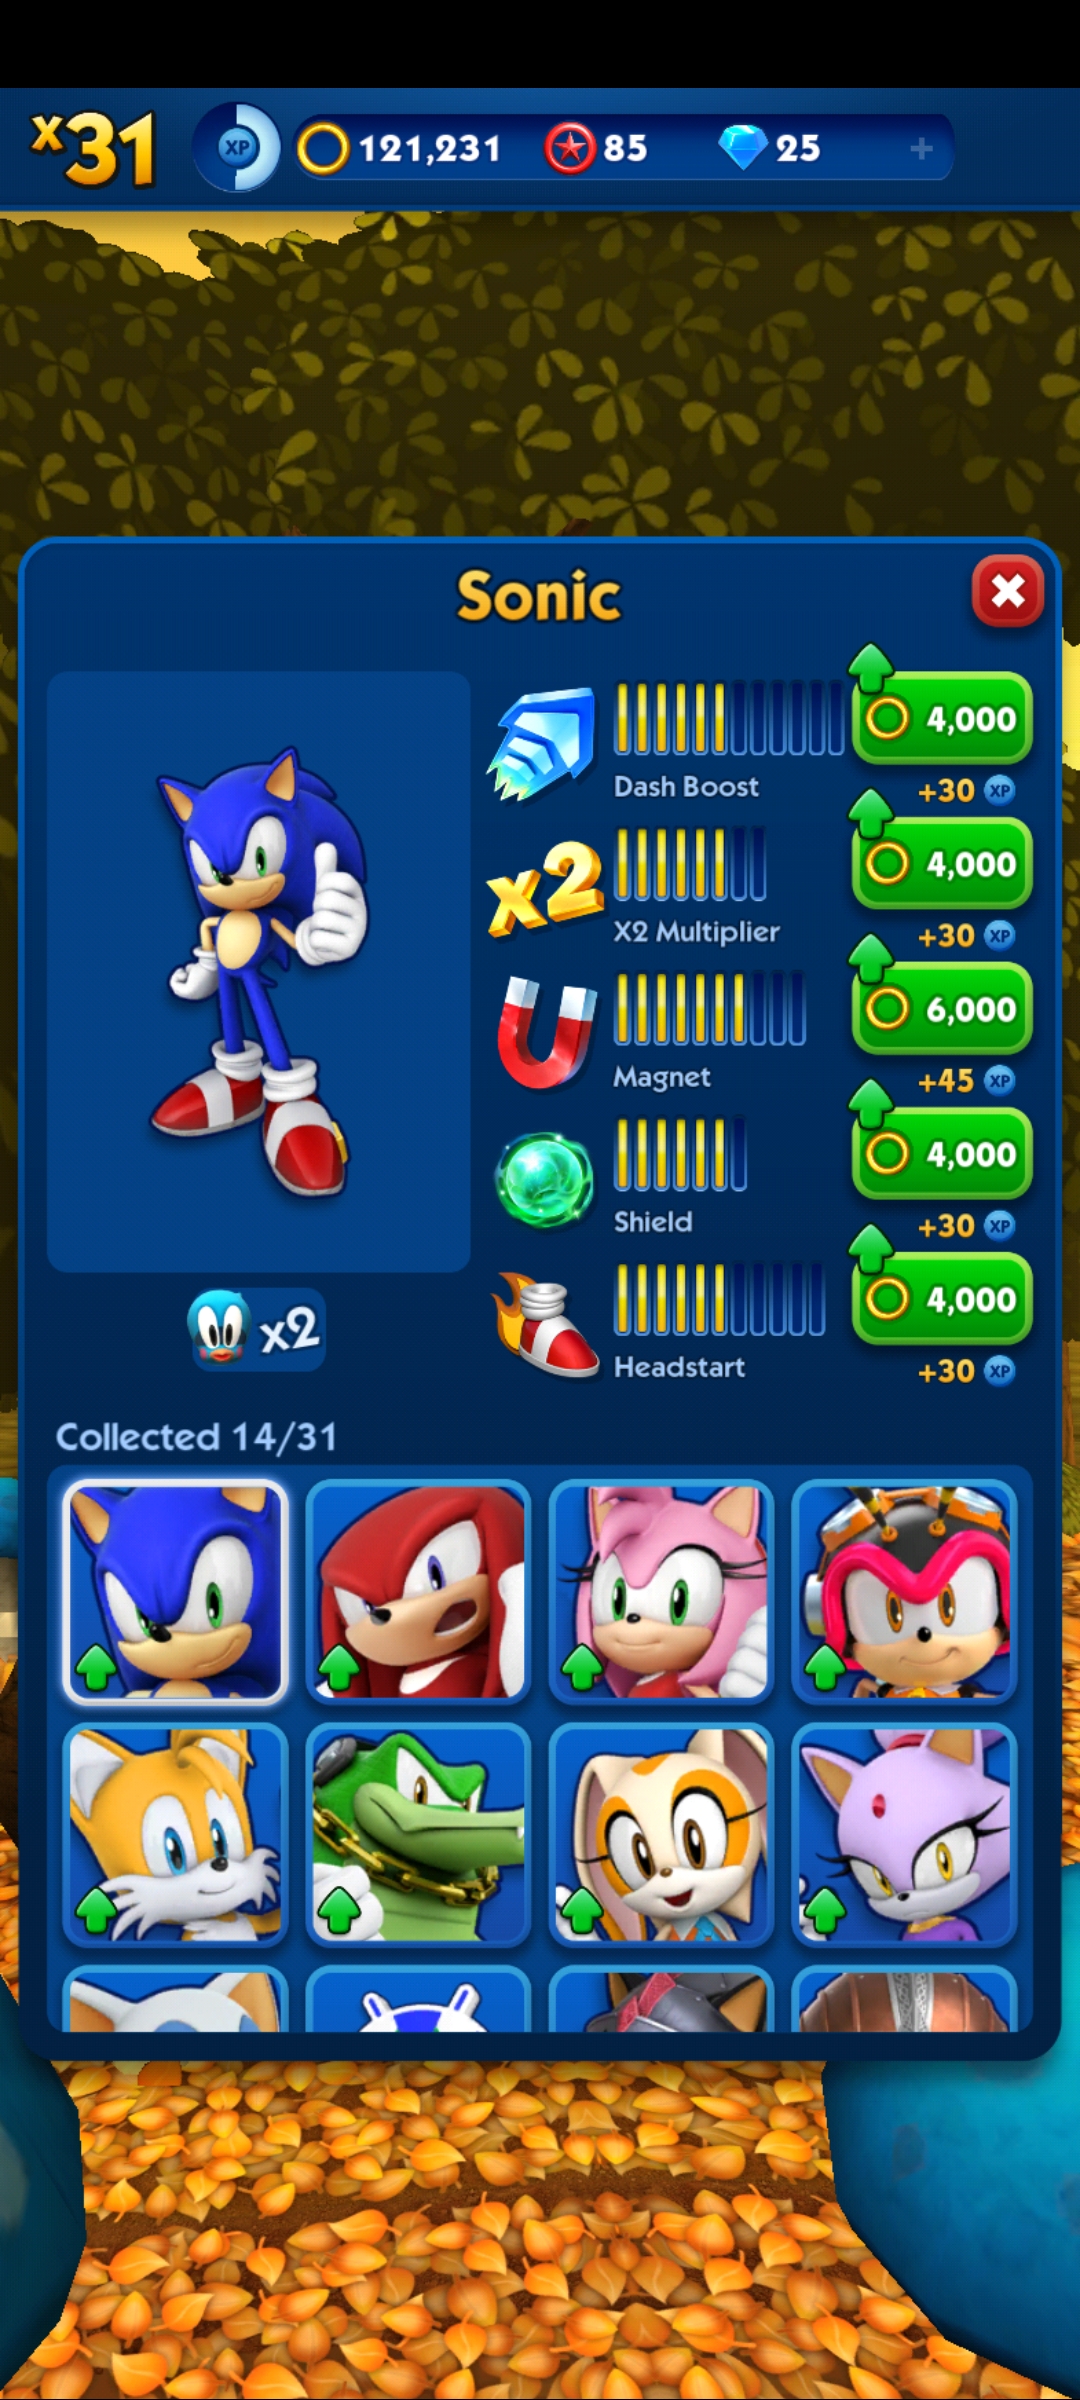 x31 XP 121,231 85 25 +
Sonic
4,000
Dash Boost
+30 XP
x2
4,000
X2 Multiplier
+30 XP
6,000
Magnet
+45 XP
4,000
Shield
+30 XP
x2
4,000
Headstart
+30 XP
Collected 14/31